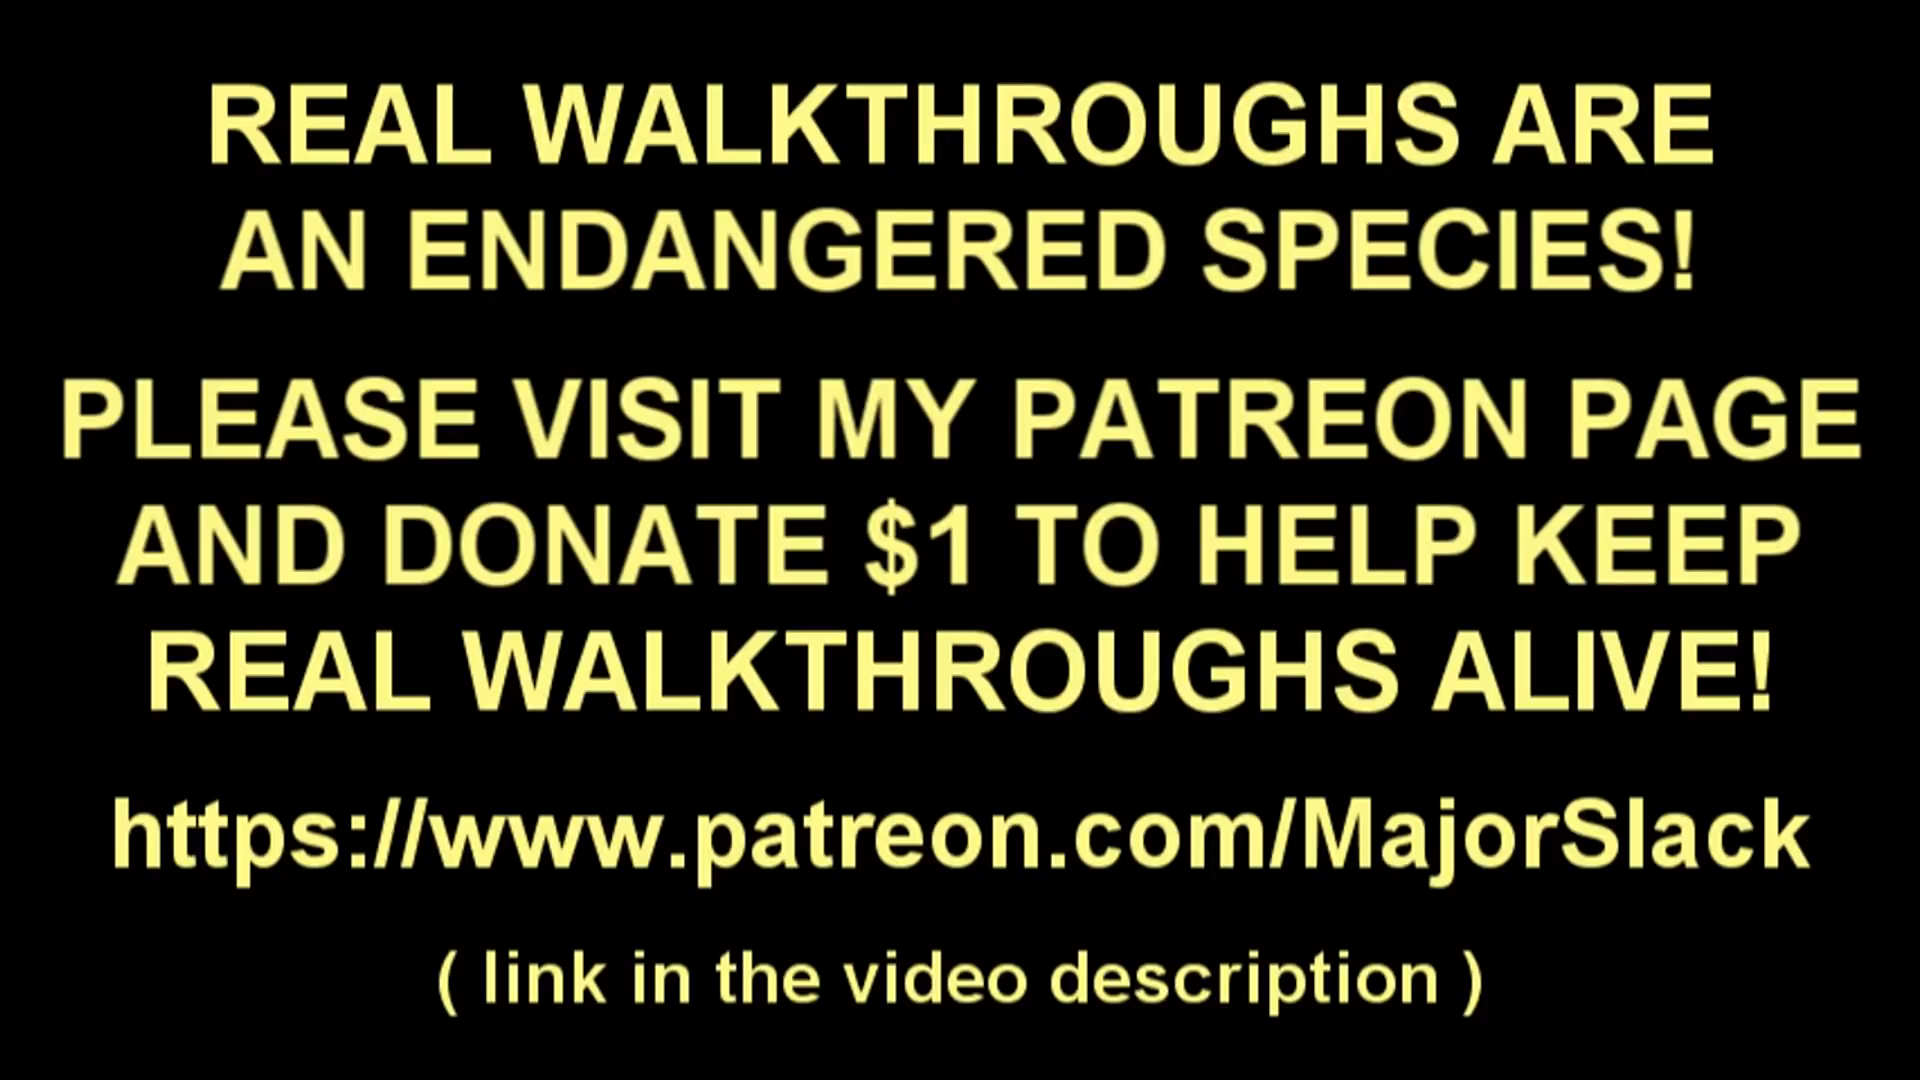 REAL WALKTHROUGHS ARE
AN ENDANGERED SPECIES!
PLEASE VISIT MY PATREON PAGE
AND DONATE $1 TO HELP KEEP
REAL WALKTHROUGHS ALIVE!
https://www.patreon.com/MajorSlack
( link in the video description )